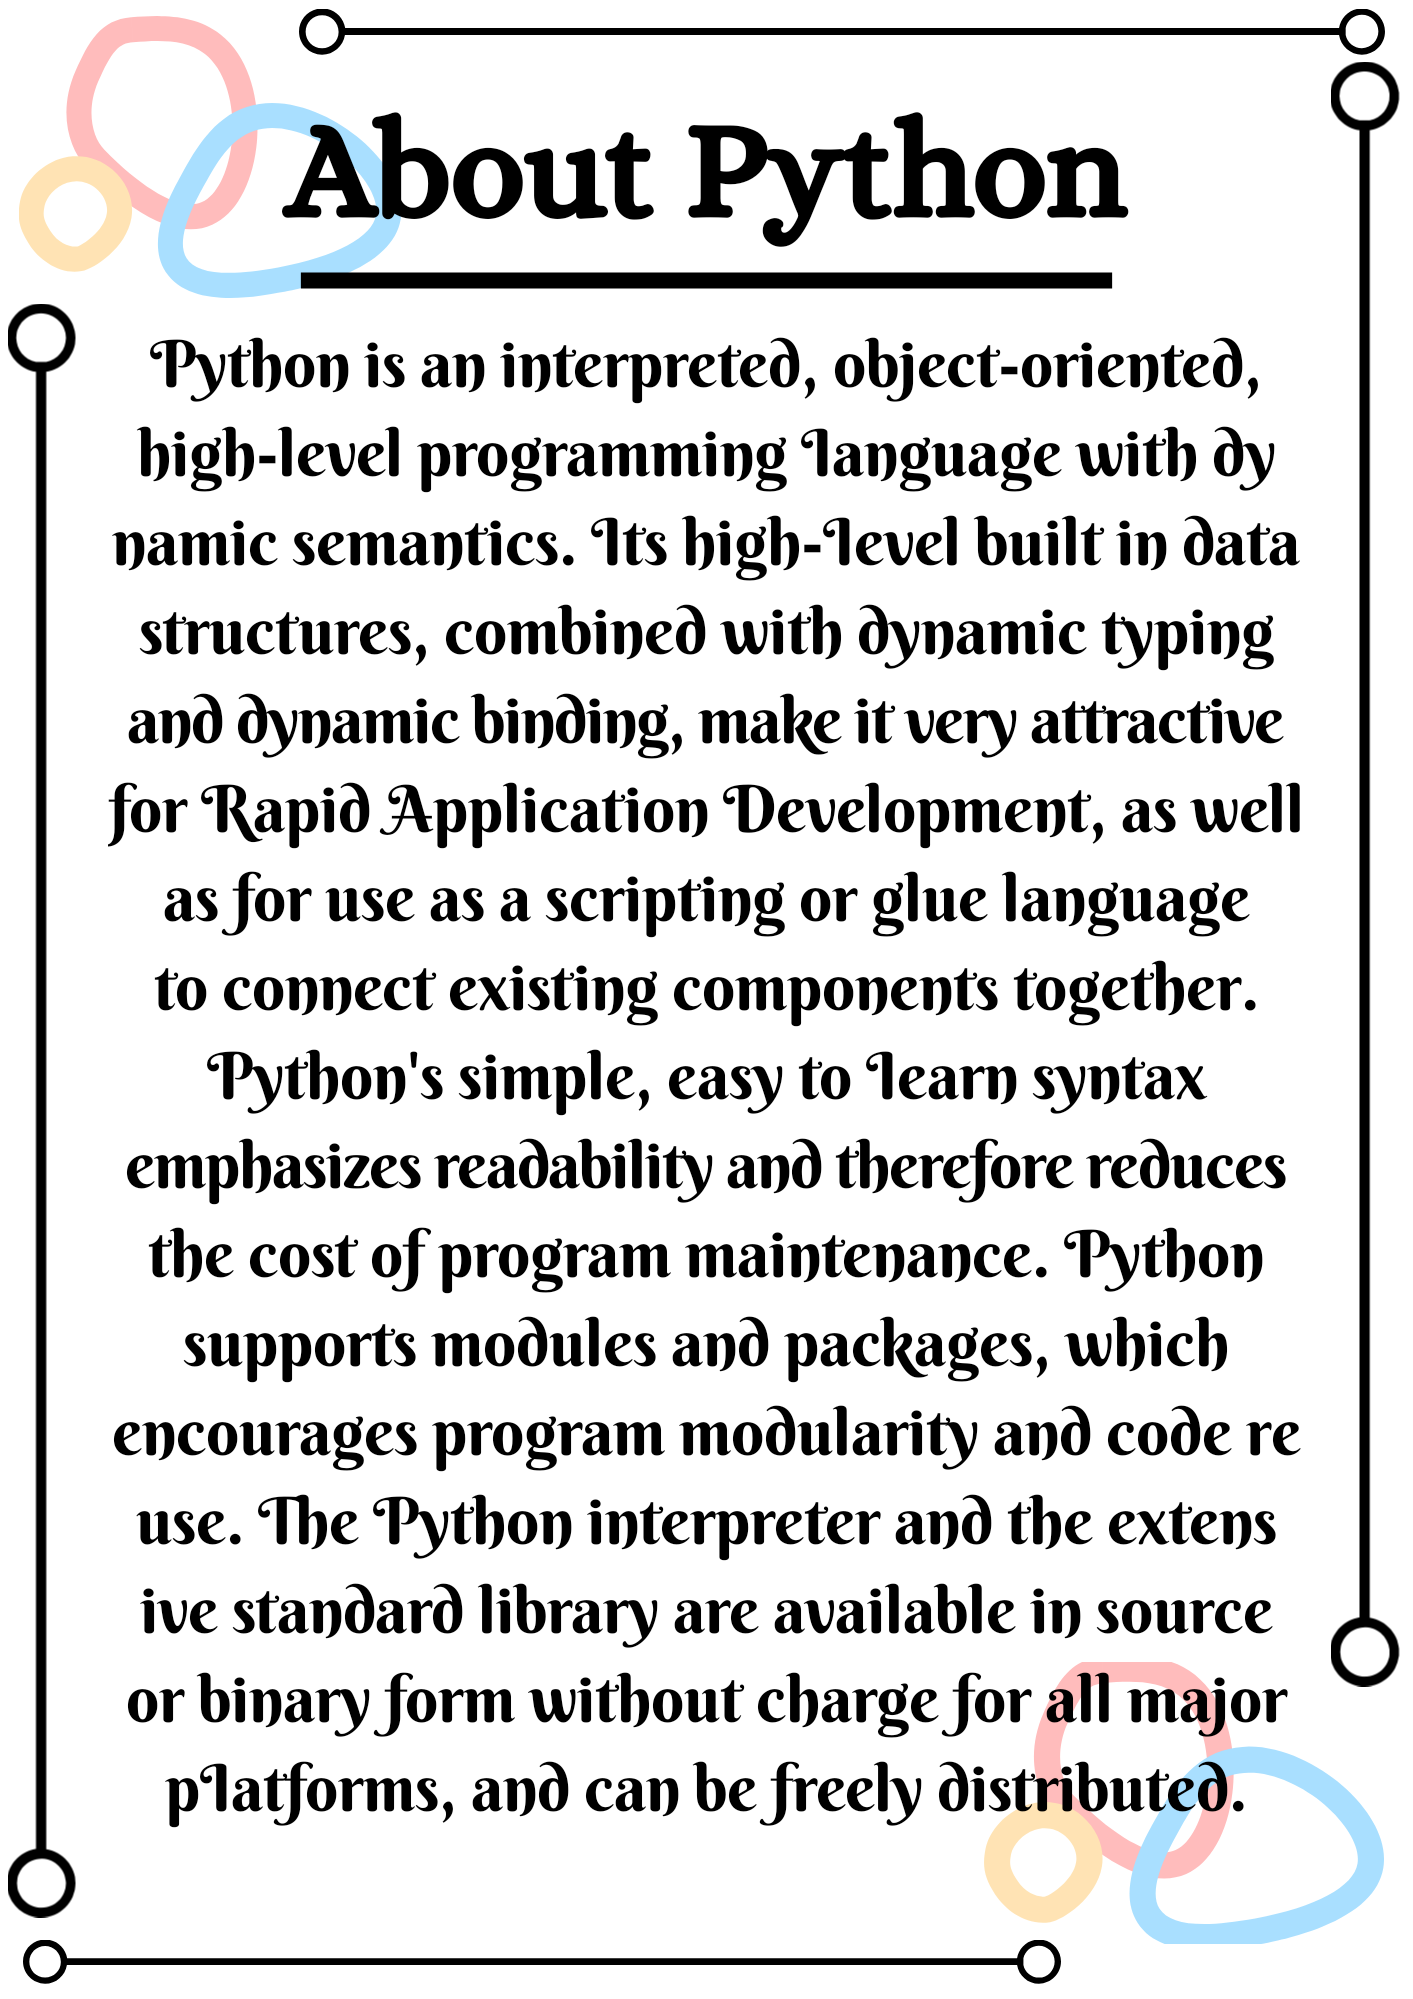 About Python
Python is an interpreted, object-oriented,
high-level programming Ianguage with dy
namic semantics. Its high-Ievel built in data
structures, combined with dynamic typing
and dynamic binding, make it very attractive
for Rapid Application Development, as well
as for use as a scripting or glue language
to connect existing components together.
Python's simple, easy to Iearn syntax
emphasizes readability and therefore reduces
the cost of program maintenance. Python
supports modules and packages, which
encourages program modularity and code re
use. The Python interpreter and the extens
ive standard library are available in source
or binary form without charge for all major
pIatforms, and can be freely distributed.